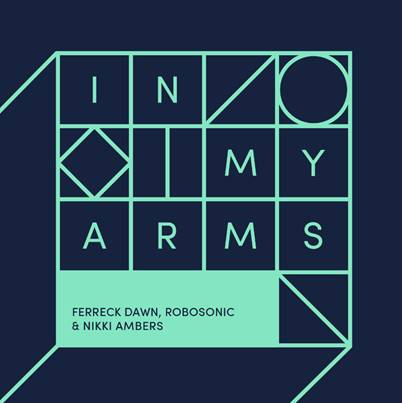 IN
MY
ARMS
FERRECK DAWN, ROBOSONIC
& NIKKI AMBERS